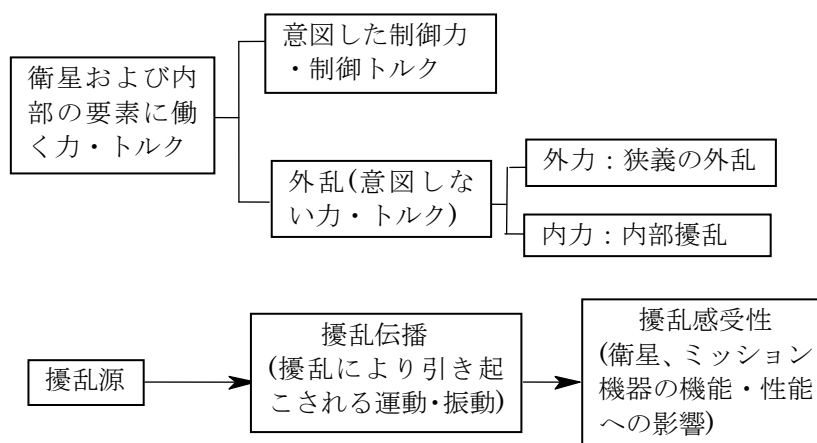 衛星および内
部の要素に働
く力・トルク
意図した制御力
・制御トルク
外乱(意図しな
い力・トルク)
外力：狭義の外乱
内力：内部擾乱
擾乱源
擾乱伝播
(擾乱により引き起
こされる運動・振動)
擾乱感受性
(衛星、ミッション
機器の機能・性能
への影響)